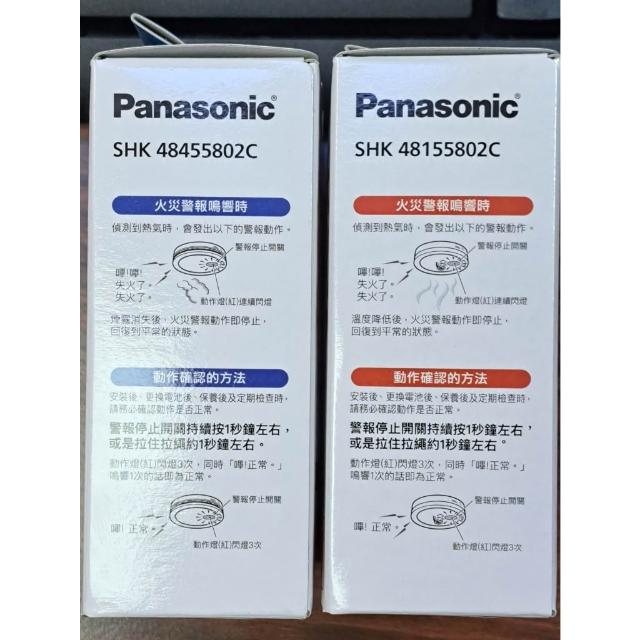 Panasonic®
SHK 48455802C
火災警報鳴響時
偵測到熱氣時，會發出以下的警報動作。
警報停止開關
嗶!嗶!
失火了。
失火了。
動作燈(紅)連續閃燈
煙霧消失後，火災警報動作即停止，
回復到平常的狀態。
動作確認的方法
安裝後、更換電池後、保養後及定期檢查時，
請務必確認動作是否正常。
警報停止開關持續按1秒鐘左右，
或是拉住拉繩約1秒鐘左右。
動作燈(紅)閃燈3次，同時「嗶!正常。」
鳴響1次的話即為正常。
警報停止開關
嗶! 正常。
動作燈(紅)閃燈3次
Panasonic®
SHK 48155802C
火災警報鳴響時
偵測到熱氣時，會發出以下的警報動作。
警報停止開關
嗶!嗶!
失火了。
失火了。
動作燈(紅)連續閃燈
溫度降低後，火災警報動作即停止，
回復到平常的狀態。
動作確認的方法
安裝後、更換電池後、保養後及定期檢查時，
請務必確認動作是否正常。
警報停止開關持續按1秒鐘左右，
或是拉住拉繩約1秒鐘左右。
動作燈(紅)閃燈3次，同時「嗶!正常。」
鳴響1次的話即為正常。
警報停止開關
嗶! 正常。
動作燈(紅)閃燈3次